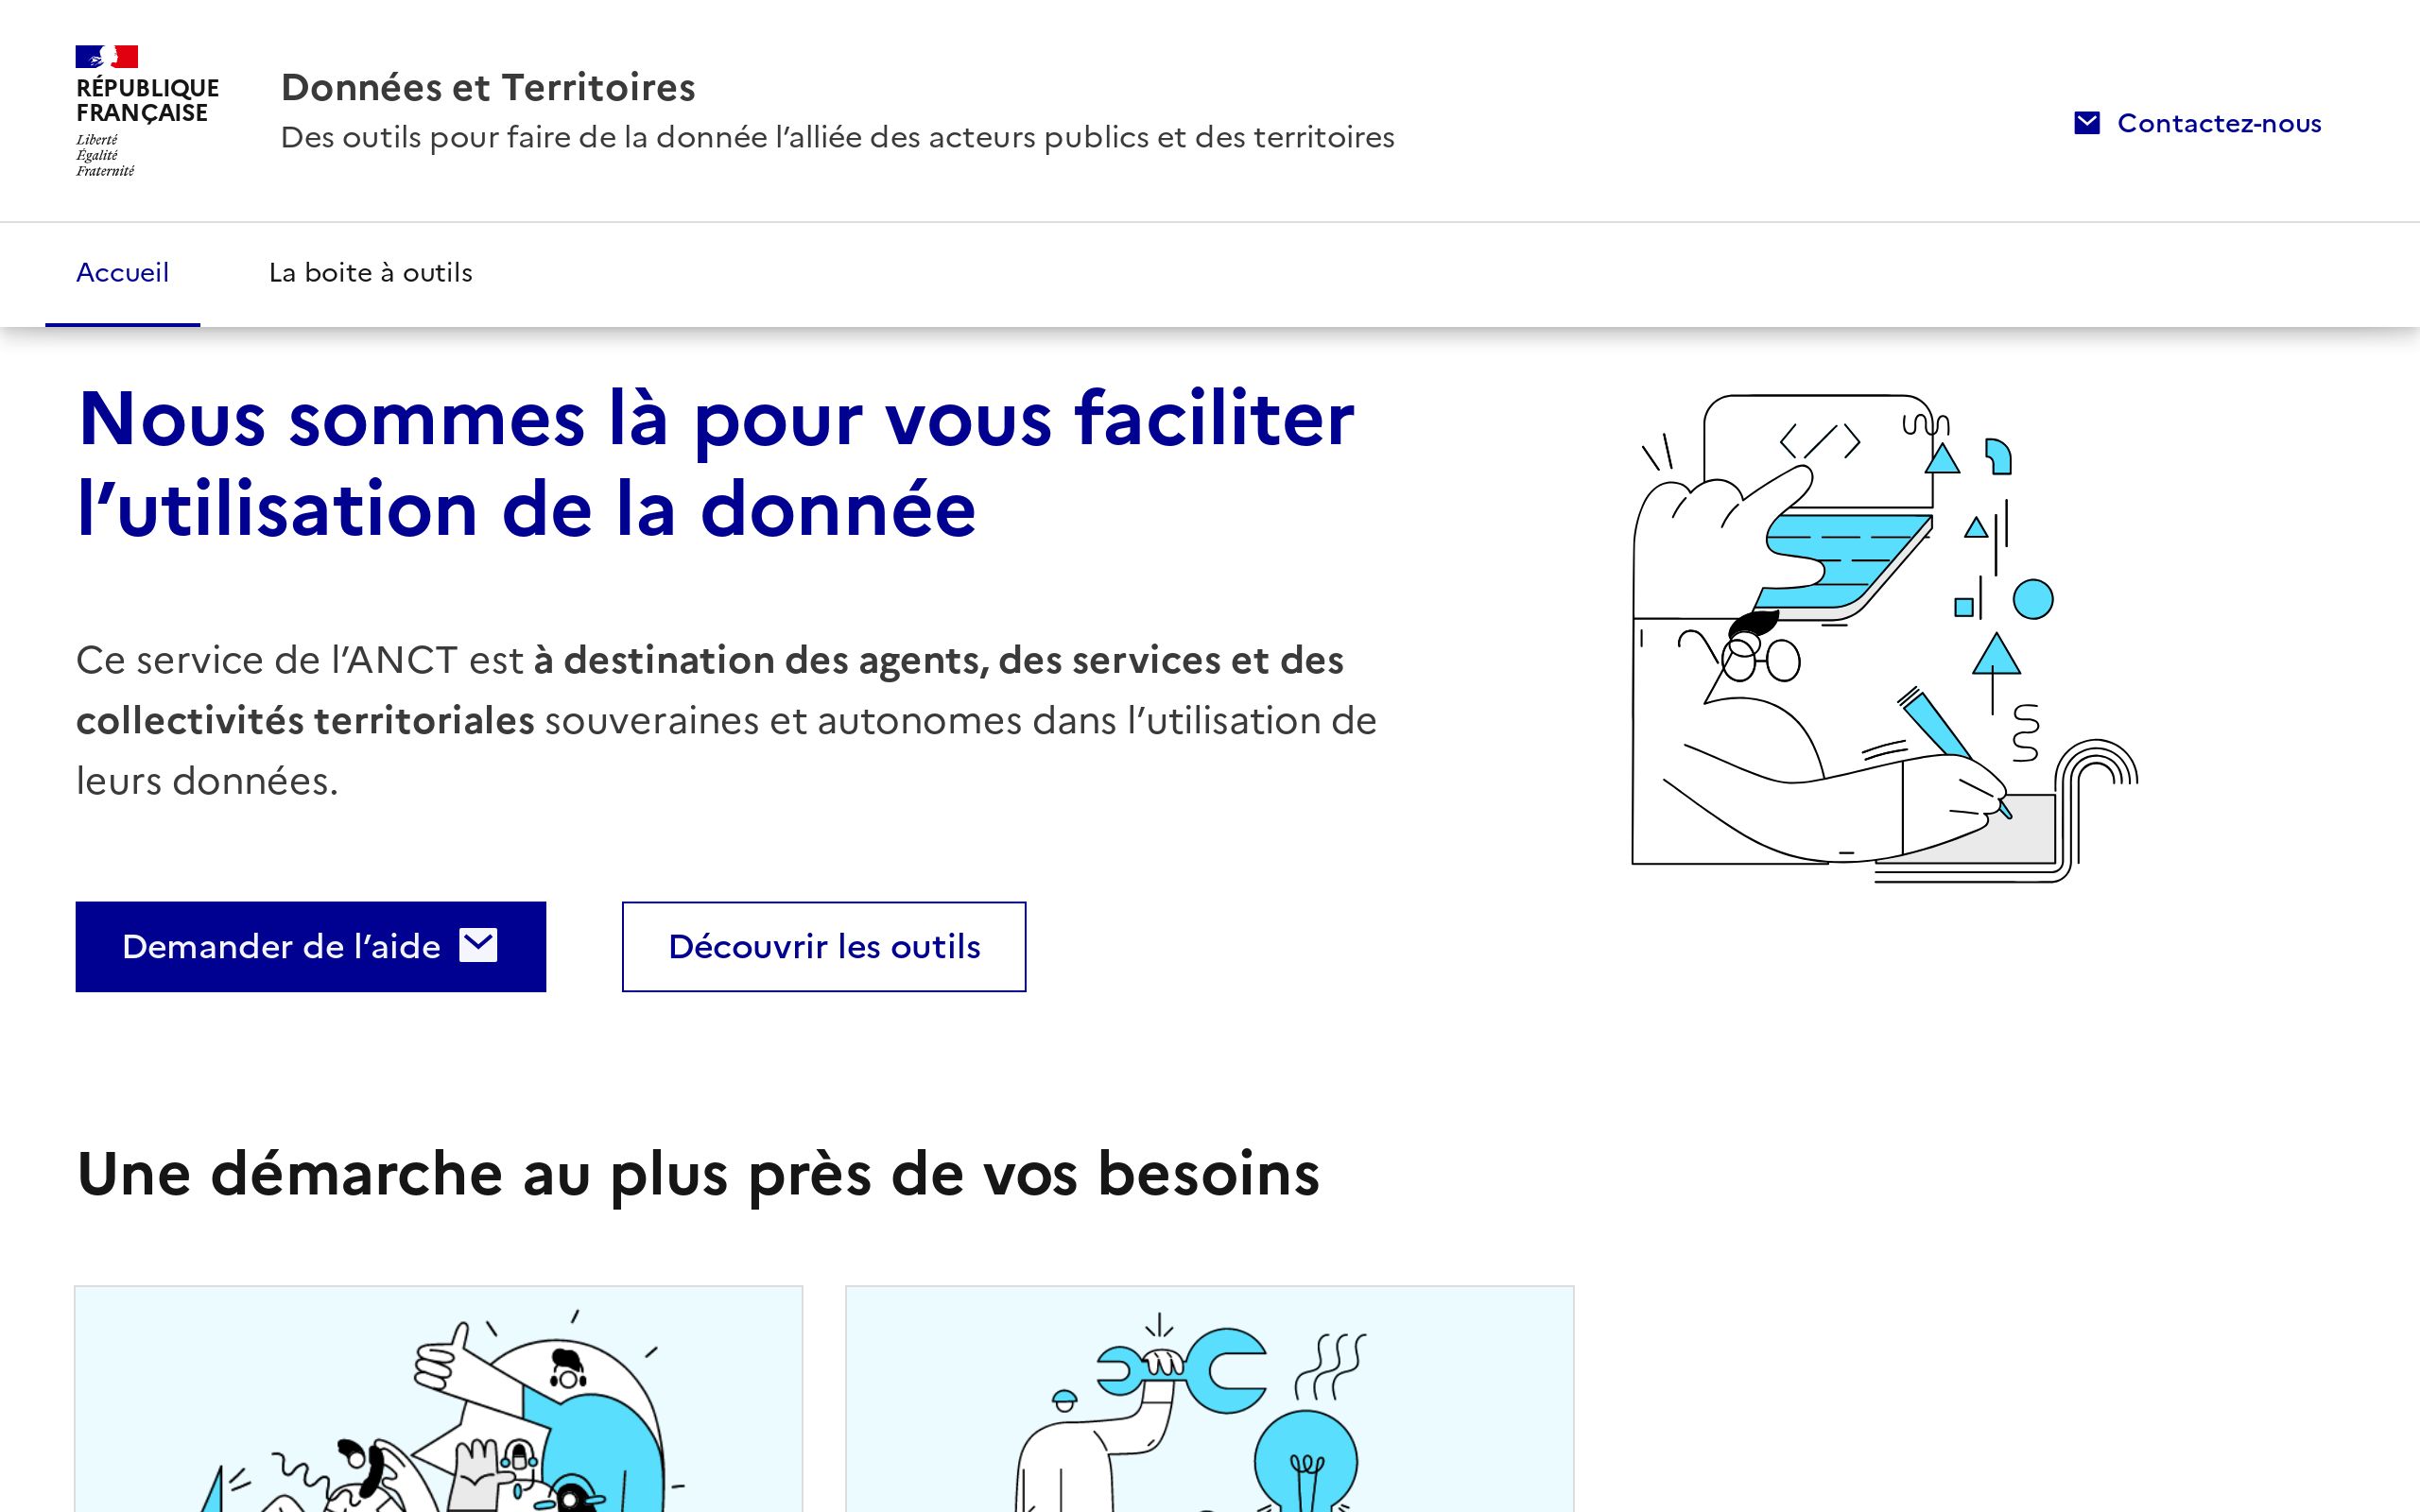 RÉPUBLIQUE
FRANÇAISE
Liberté
Égalité
Fraternité
Données et Territoires
Des outils pour faire de la donnée l’alliée des acteurs publics et des territoires
Contactez-nous
Accueil
La boite à outils
Nous sommes là pour vous faciliter
l’utilisation de la donnée
Ce service de l’ANCT est à destination des agents, des services et des
collectivités territoriales souveraines et autonomes dans l’utilisation de
leurs données.
Demander de l’aide
Découvrir les outils
Une démarche au plus près de vos besoins